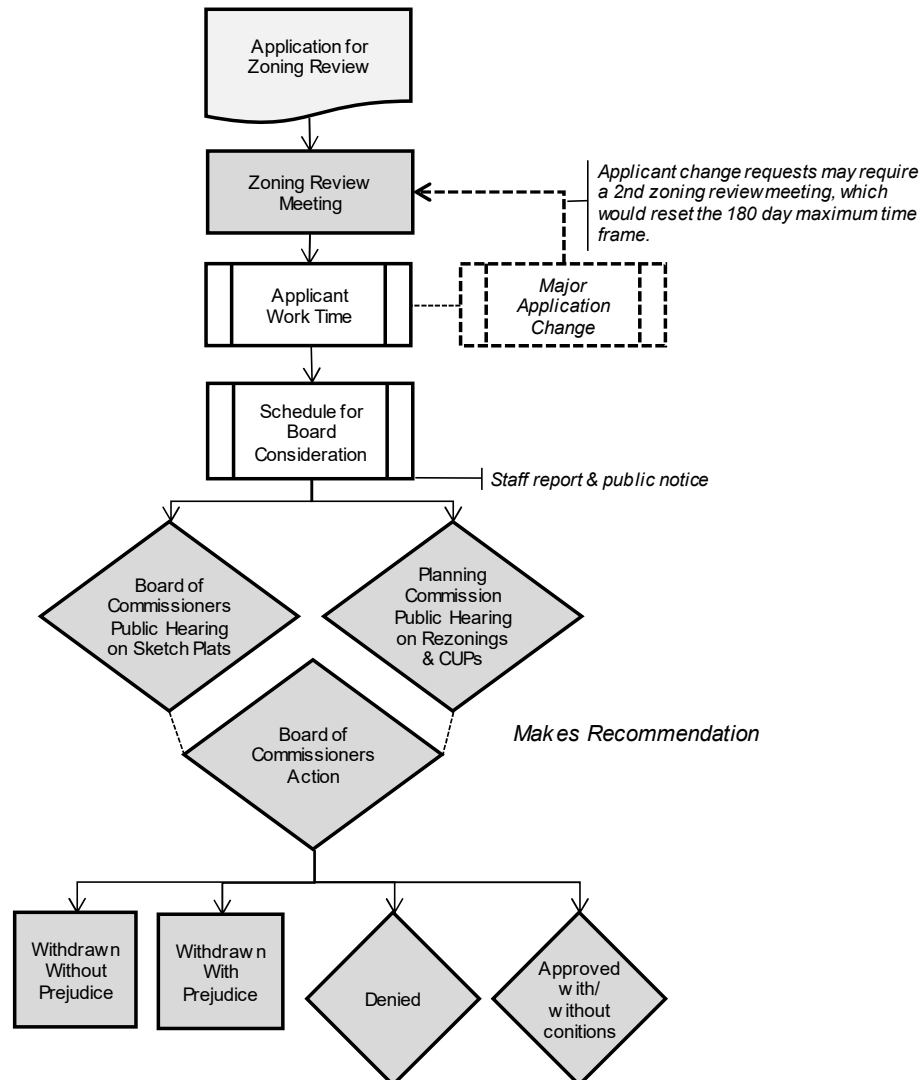 Application for
Zoning Review
Zoning Review
Meeting
Applicant change requests may require
a 2nd zoning review meeting, which
would reset the 180 day maximum time
frame.
Applicant
Work Time
Major
Application
Change
Schedule for
Board
Consideration
Staff report & public notice
Board of
Commissioners
Public Hearing
on Sketch Plats
Planning
Commission
Public Hearing
on Rezonings
& CUPs
Board of
Commissioners
Action
Makes Recommendation
Withdrawn
Without
Prejudice
Withdrawn
With
Prejudice
Denied
Approved
with/
without
conitions